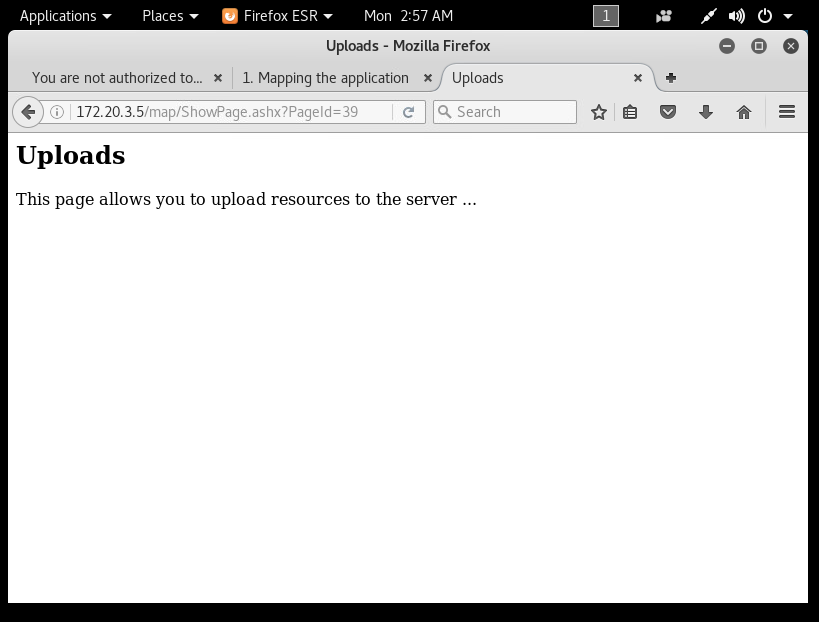 Applications Places Firefox ESR Mon 2:57 AM 1
Uploads - Mozilla Firefox
You are not authorized to... 1. Mapping the application Uploads
172.20.3.5/map/ShowPage.ashx?PageId=39 Search
Uploads
This page allows you to upload resources to the server ...